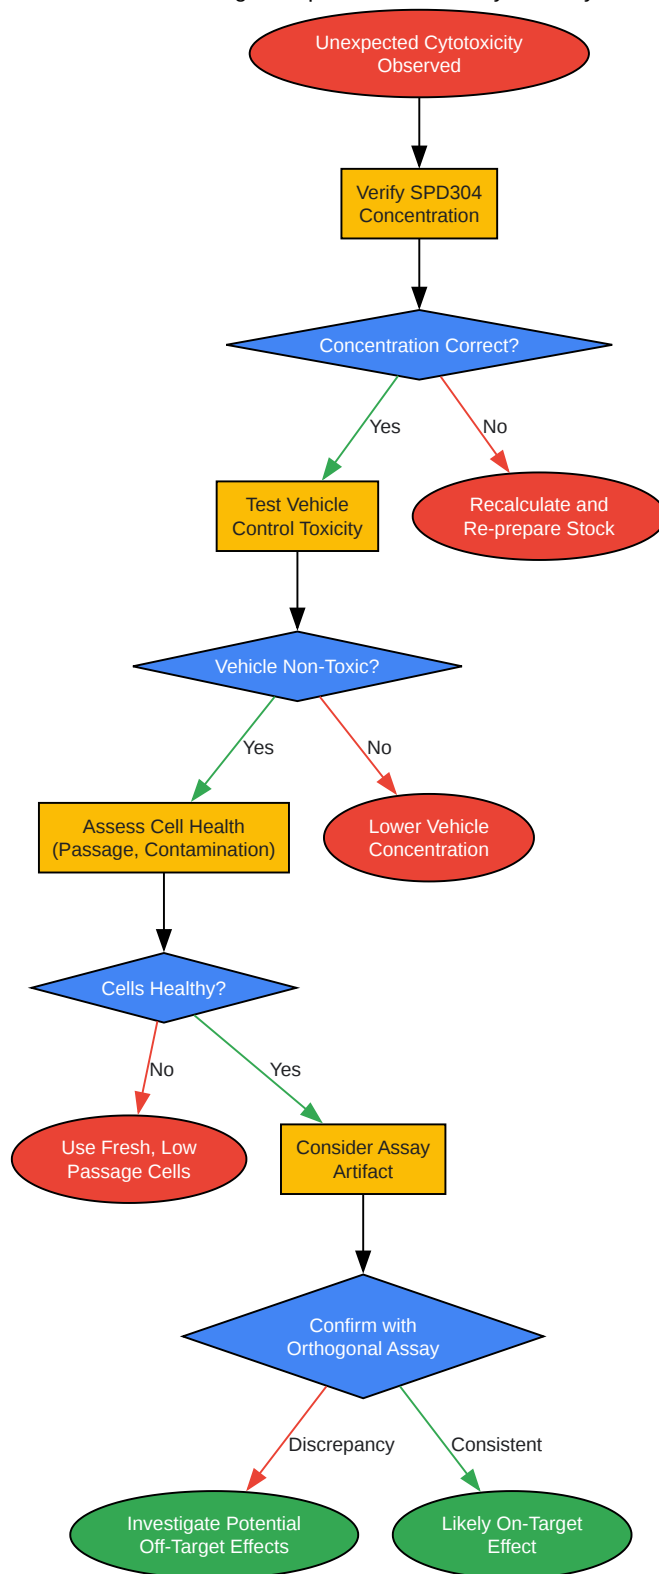 Unexpected Cytotoxicity
Observed
Verify SPD304
Concentration
Concentration Correct?
Yes
No
Test Vehicle
Control Toxicity
Recalculate and
Re-prepare Stock
Vehicle Non-Toxic?
Yes
No
Assess Cell Health
(Passage, Contamination)
Lower Vehicle
Concentration
Cells Healthy?
No
Yes
Use Fresh, Low
Passage Cells
Consider Assay
Artifact
Confirm with
Orthogonal Assay
Discrepancy
Consistent
Investigate Potential
Off-Target Effects
Likely On-Target
Effect